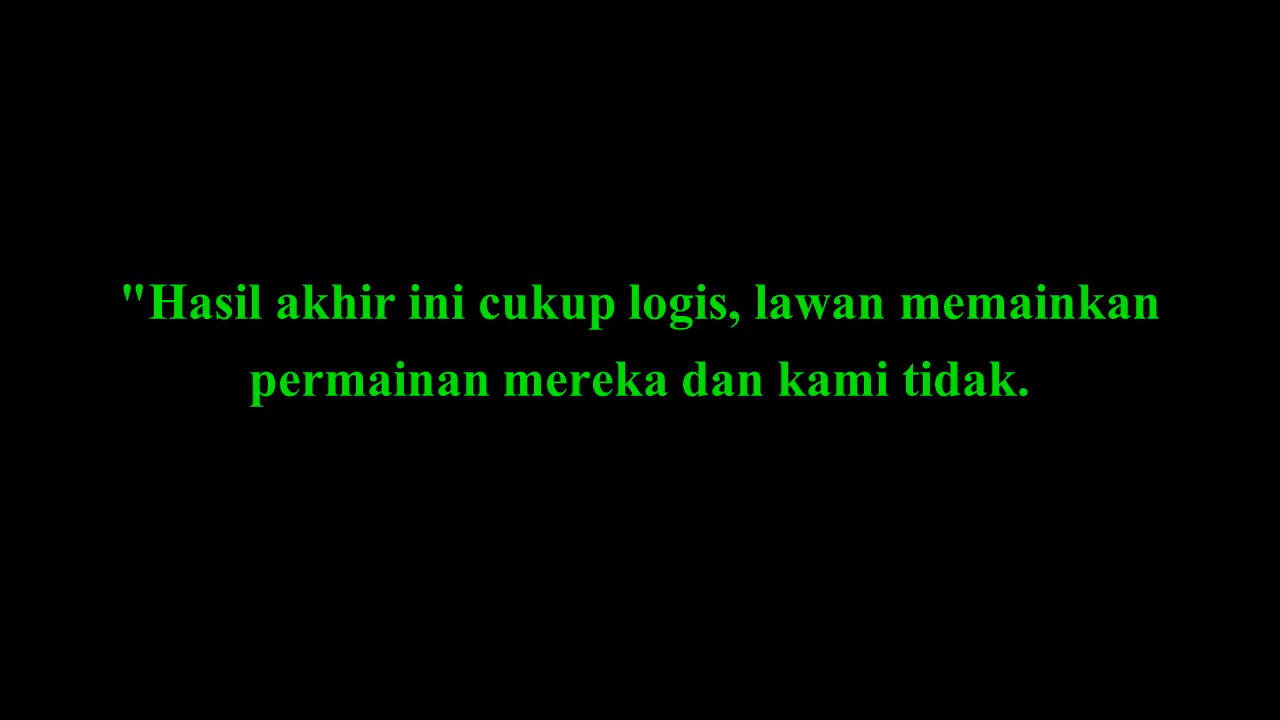 "Hasil akhir ini cukup logis, lawan memainkan
permainan mereka dan kami tidak.